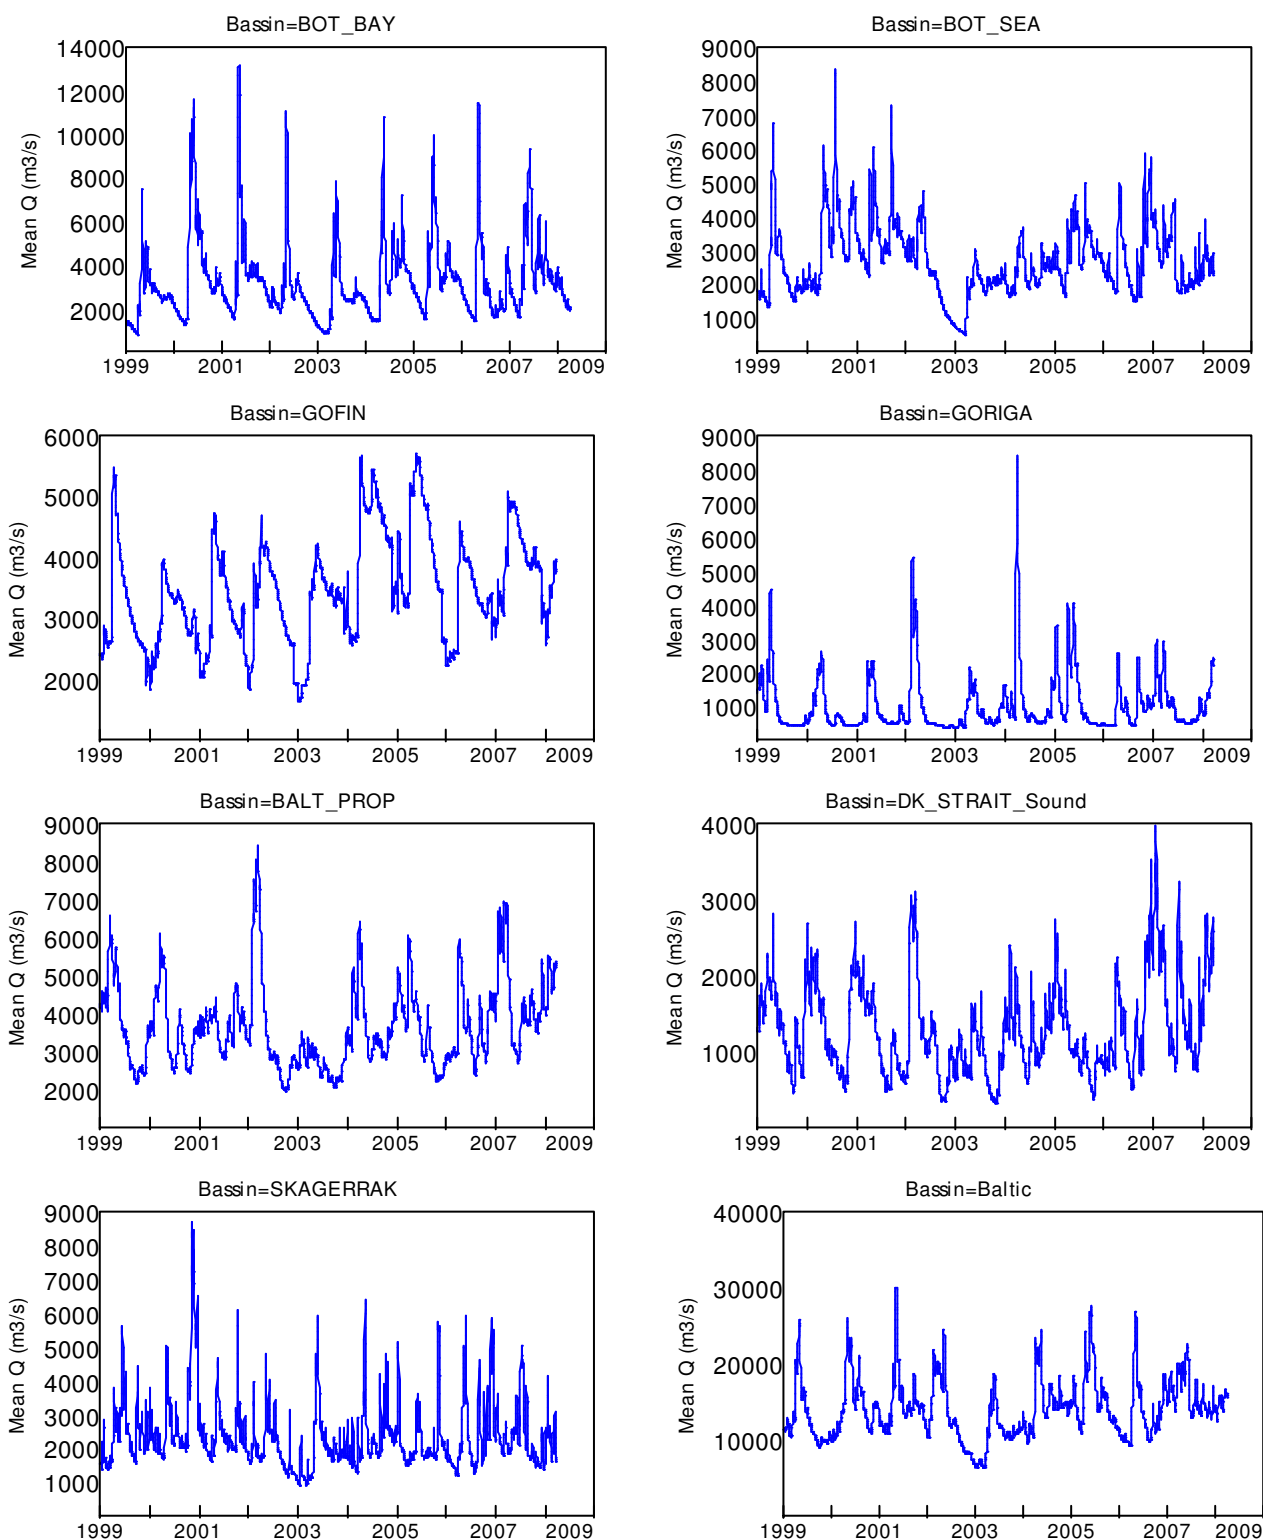 Bassin=BOT_BAY
Mean Q (m3/s)
14000
12000
10000
8000
6000
4000
2000
1999 2001 2003 2005 2007 2009
Bassin=BOT_SEA
Mean Q (m3/s)
9000
8000
7000
6000
5000
4000
3000
2000
1000
1999 2001 2003 2005 2007 2009
Bassin=GOFIN
Mean Q (m3/s)
6000
5000
4000
3000
2000
1999 2001 2003 2005 2007 2009
Bassin=GORIGA
Mean Q (m3/s)
9000
8000
7000
6000
5000
4000
3000
2000
1000
1999 2001 2003 2005 2007 2009
Bassin=BALT_PROP
Mean Q (m3/s)
9000
8000
7000
6000
5000
4000
3000
2000
1999 2001 2003 2005 2007 2009
Bassin=DK_STRAIT_Sound
Mean Q (m3/s)
4000
3000
2000
1000
1999 2001 2003 2005 2007 2009
Bassin=SKAGERRAK
Mean Q (m3/s)
9000
8000
7000
6000
5000
4000
3000
2000
1000
1999 2001 2003 2005 2007 2009
Bassin=Baltic
Mean Q (m3/s)
40000
30000
20000
10000
1999 2001 2003 2005 2007 2009